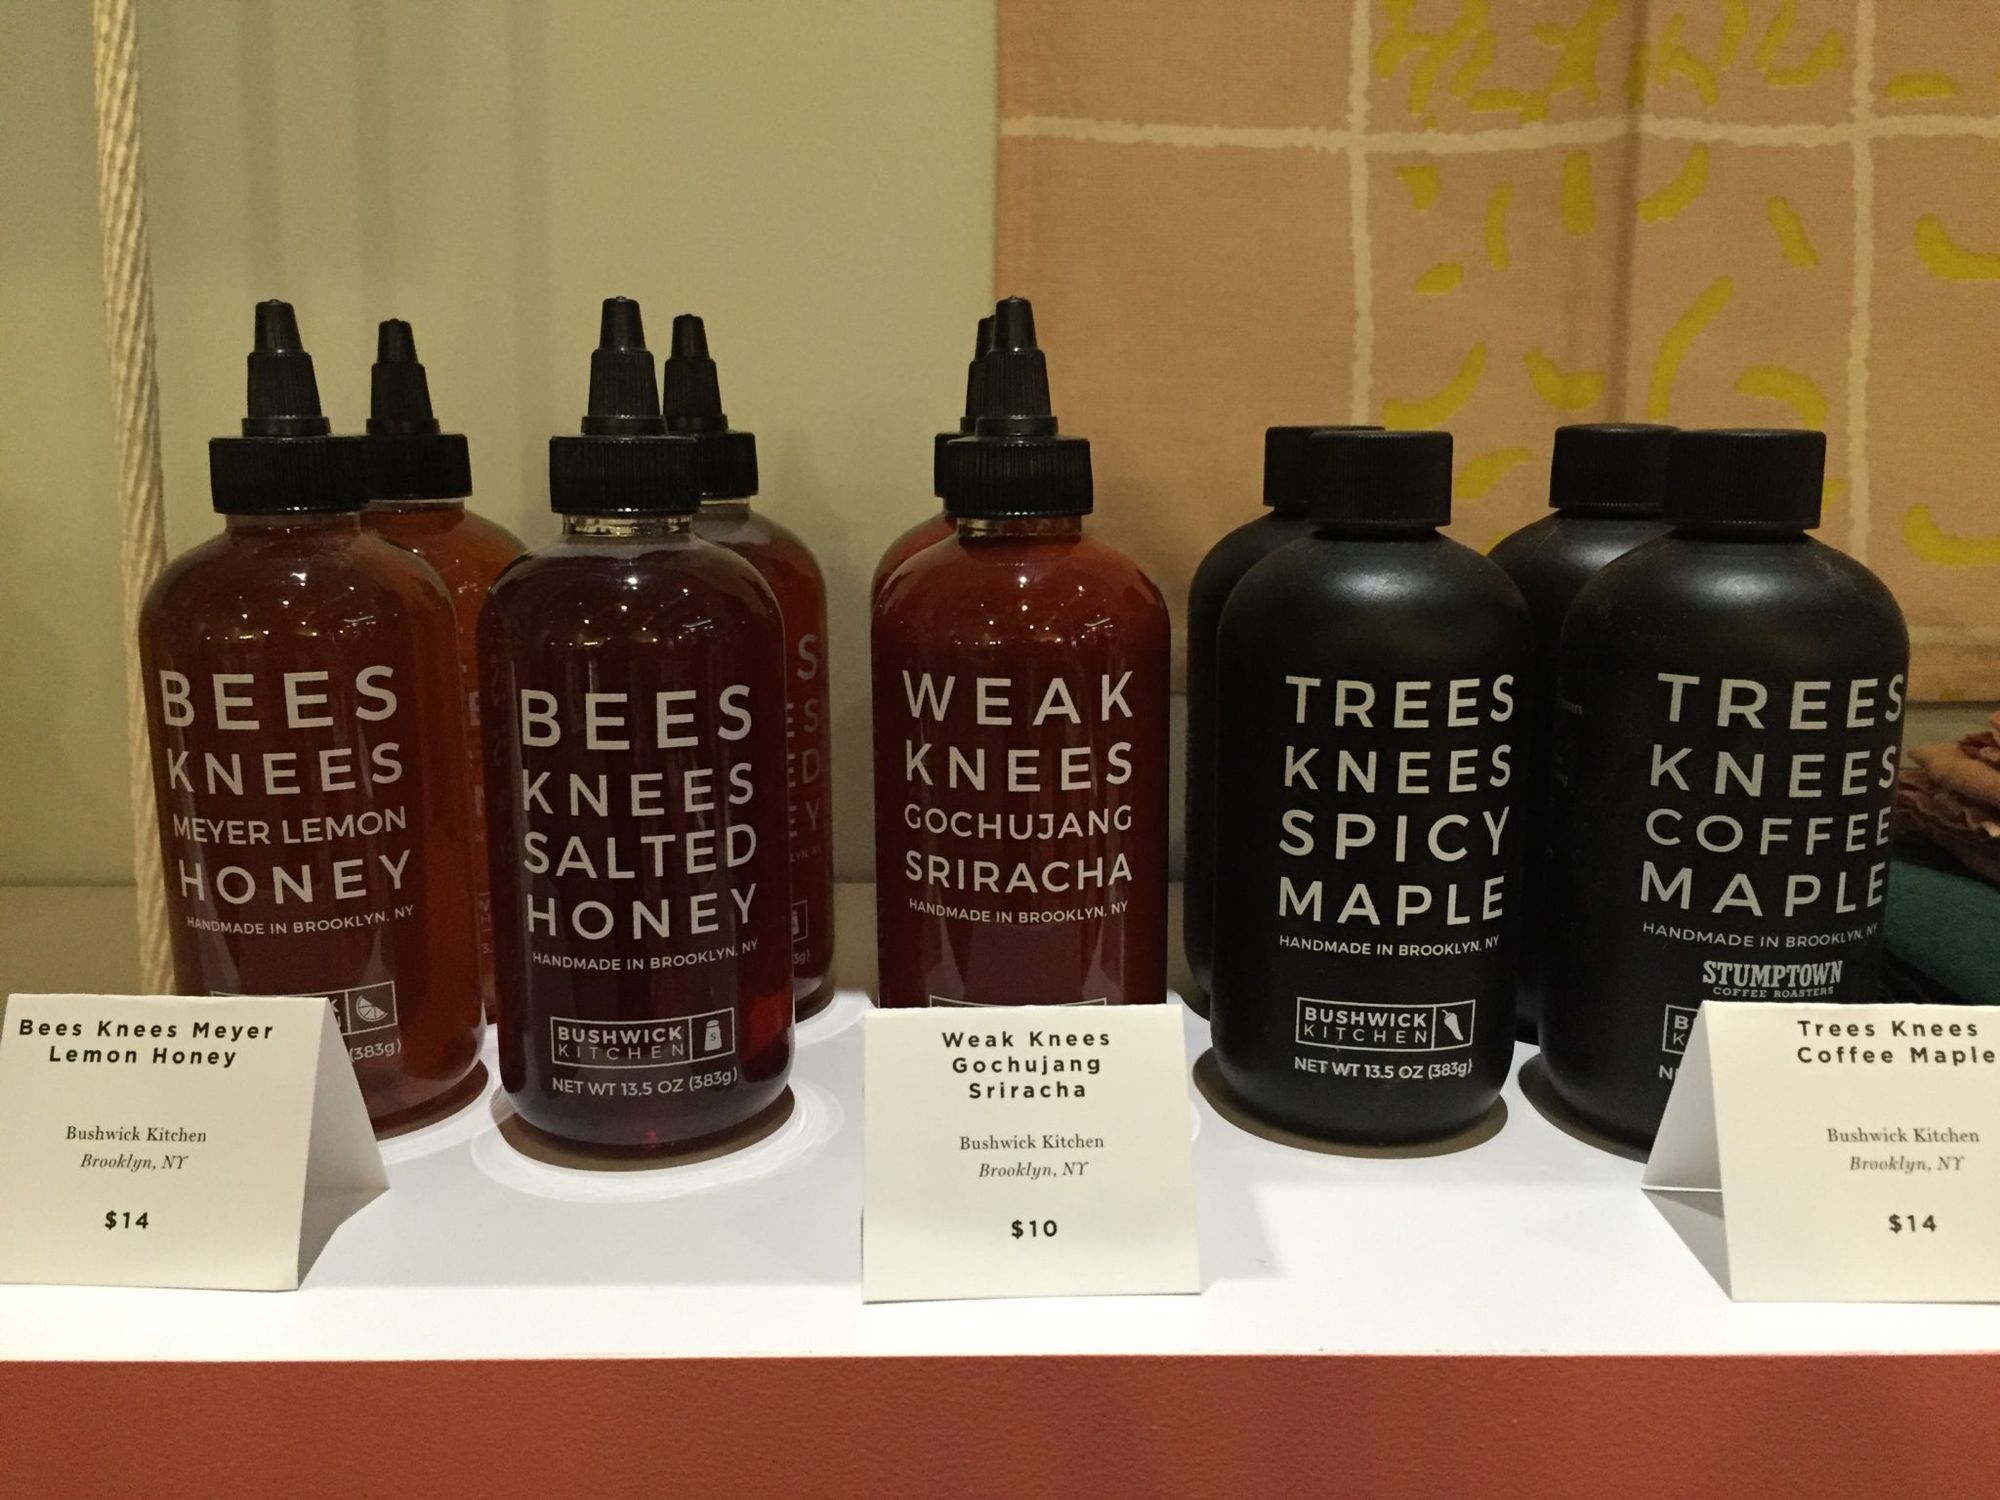 BEES
KNEES
MEYER LEMON
HONEY
HANDMADE IN BROOKLYN, NY
(383g)
BEES
KNEES
SALTED
HONEY
HANDMADE IN BROOKLYN, NY
BUSHWICK
KITCHEN
S
NET WT 13.5 OZ (383g)
WEAK
KNEES
GOCHUJANG
SRIRACHA
HANDMADE IN BROOKLYN, NY
TREES
KNEES
SPICY
MAPLE
HANDMADE IN BROOKLYN, NY
BUSHWICK
KITCHEN
NET WT 13.5 OZ (383g)
TREES
KNEES
COFFEE
MAPLE
HANDMADE IN BROOKLYN, NY
STUMPTOWN
COFFEE ROASTERS
Bees Knees Meyer
Lemon Honey
Bushwick Kitchen
Brooklyn, NY
$14
Weak Knees
Gochujang
Sriracha
Bushwick Kitchen
Brooklyn, NY
$10
Trees Knees
Coffee Maple
Bushwick Kitchen
Brooklyn, NY
$14